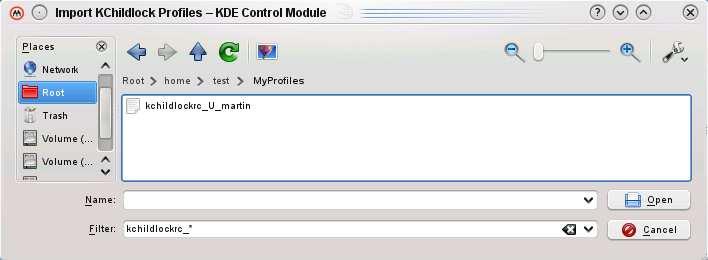 Import KChildlock Profiles – KDE Control Module
Places
Network
Root
Trash
Volume (...
Volume (...
Root > home > test > MyProfiles
kchildlockrc_U_martin
Name:
Open
Filter: kchildlockrc_*
Cancel